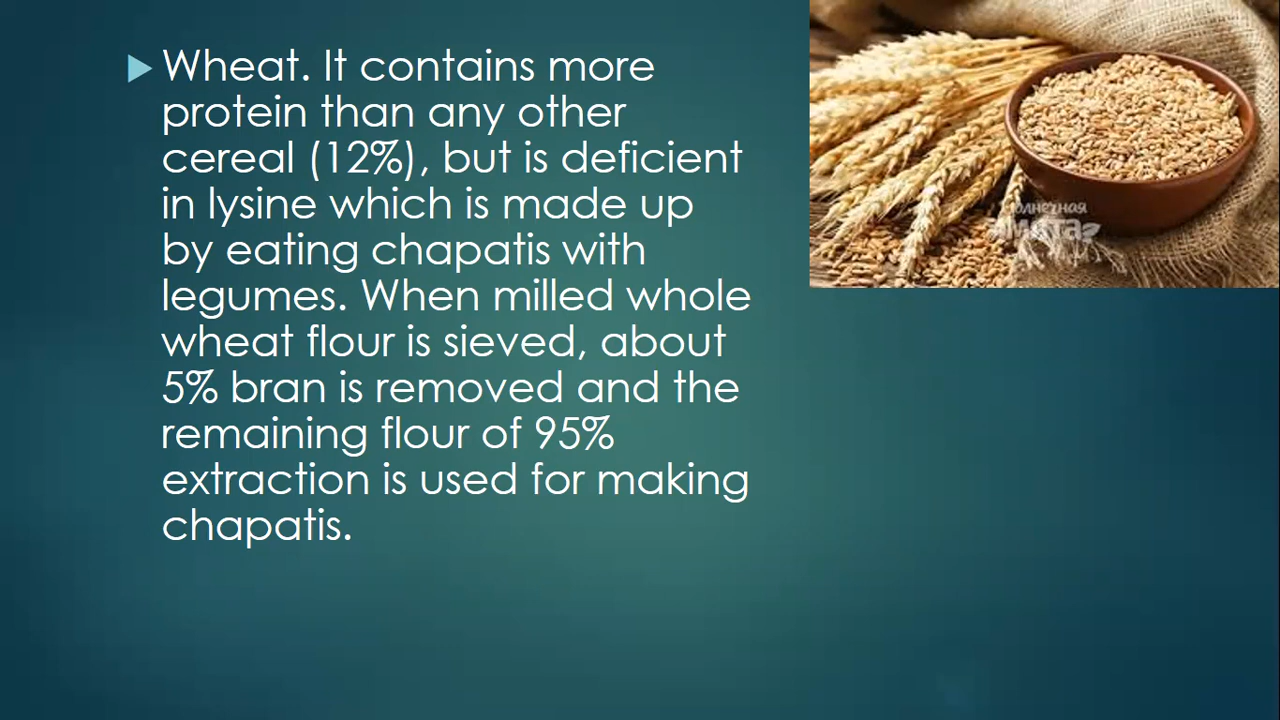 Wheat. It contains more
protein than any other
cereal (12%), but is deficient
in lysine which is made up
by eating chapatis with
legumes. When milled whole
wheat flour is sieved, about
5% bran is removed and the
remaining flour of 95%
extraction is used for making
chapatis.